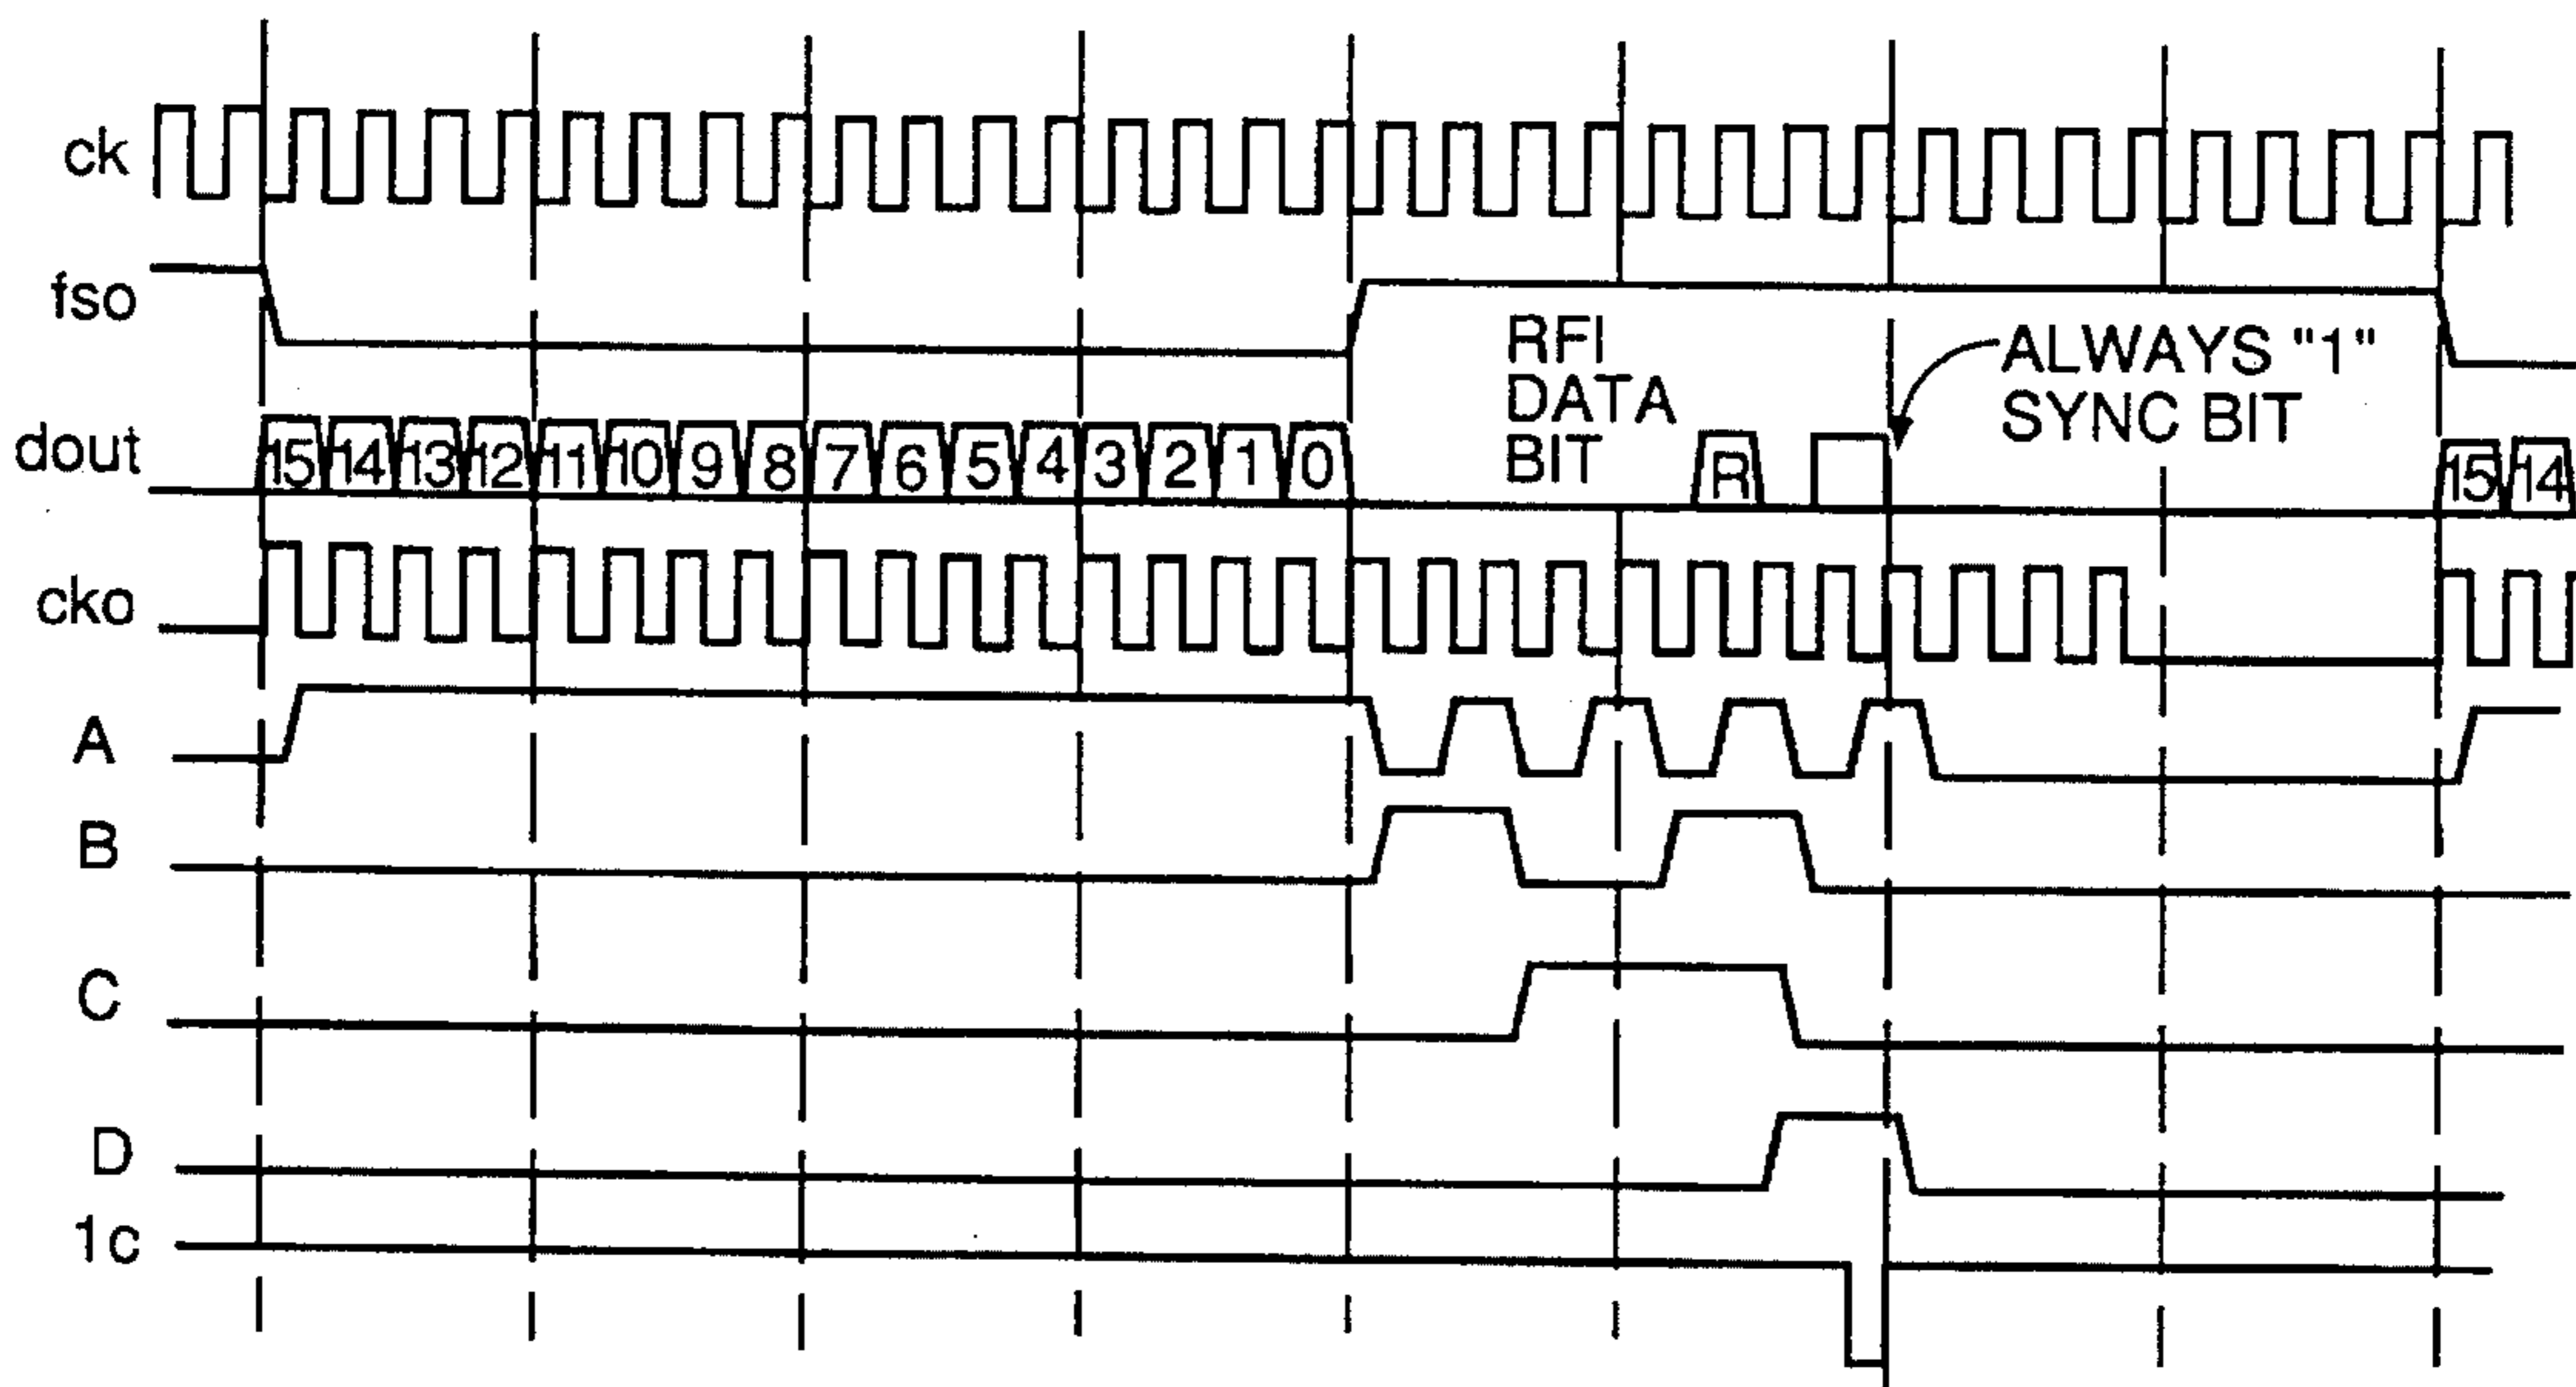 ck
fso
RFI
DATA
BIT
ALWAYS "1"
SYNC BIT
dout 15 14 13 12 11 10 9 8 7 6 5 4 3 2 1 0 R 15 14
cko
A
B
C
D
1c